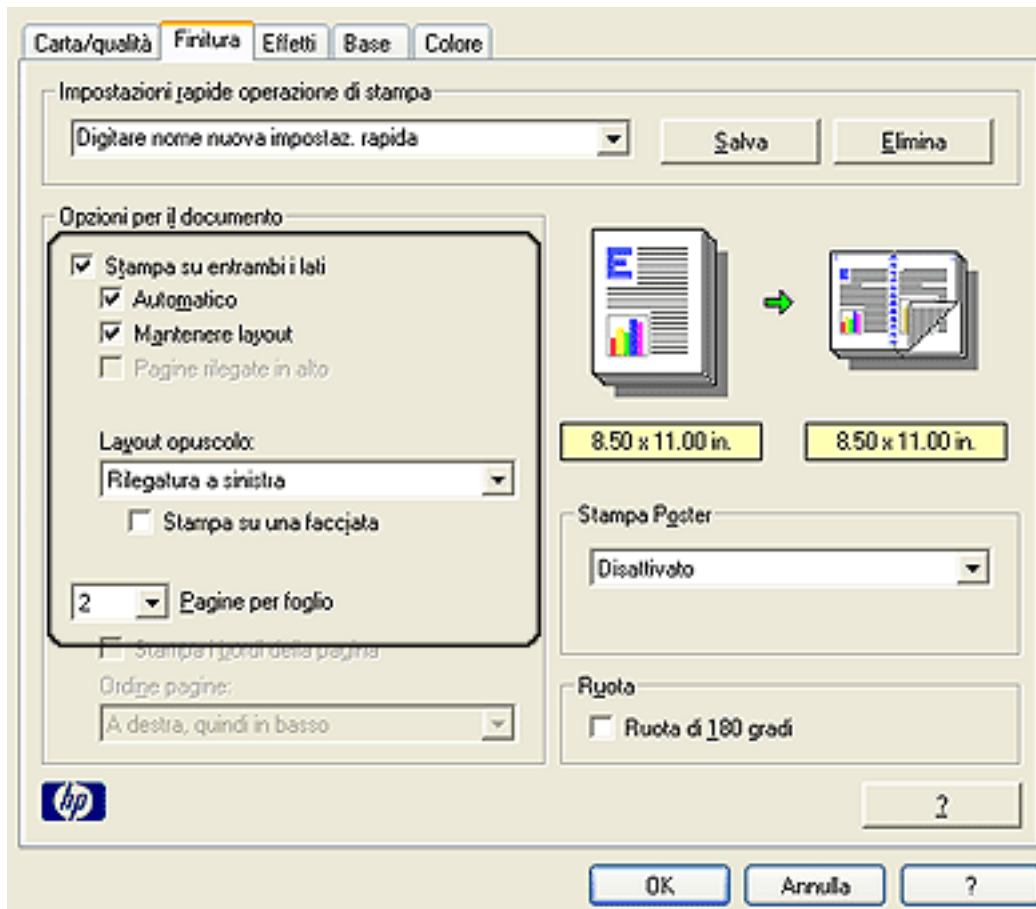 Carta/qualità Finitura Effetti Base Colore
Impostazioni rapide operazione di stampa
Digitare nome nuova impostaz. rapida Salva Elimina
Opzioni per il documento
Stampa su entrambi i lati
Automatico
Mantenere layout
Pagine rilegate in alto
Layout opuscolo:
Rilegatura a sinistra
Stampa su una facciata
2 Pagine per foglio
Stampa i bordi della pagina
Ordine pagine:
A destra, quindi in basso
E
E
8.50 x 11.00 in. 8.50 x 11.00 in.
Stampa Poster
Disattivato
Ruota
Ruota di 180 gradi
hp
?
OK Annulla ?